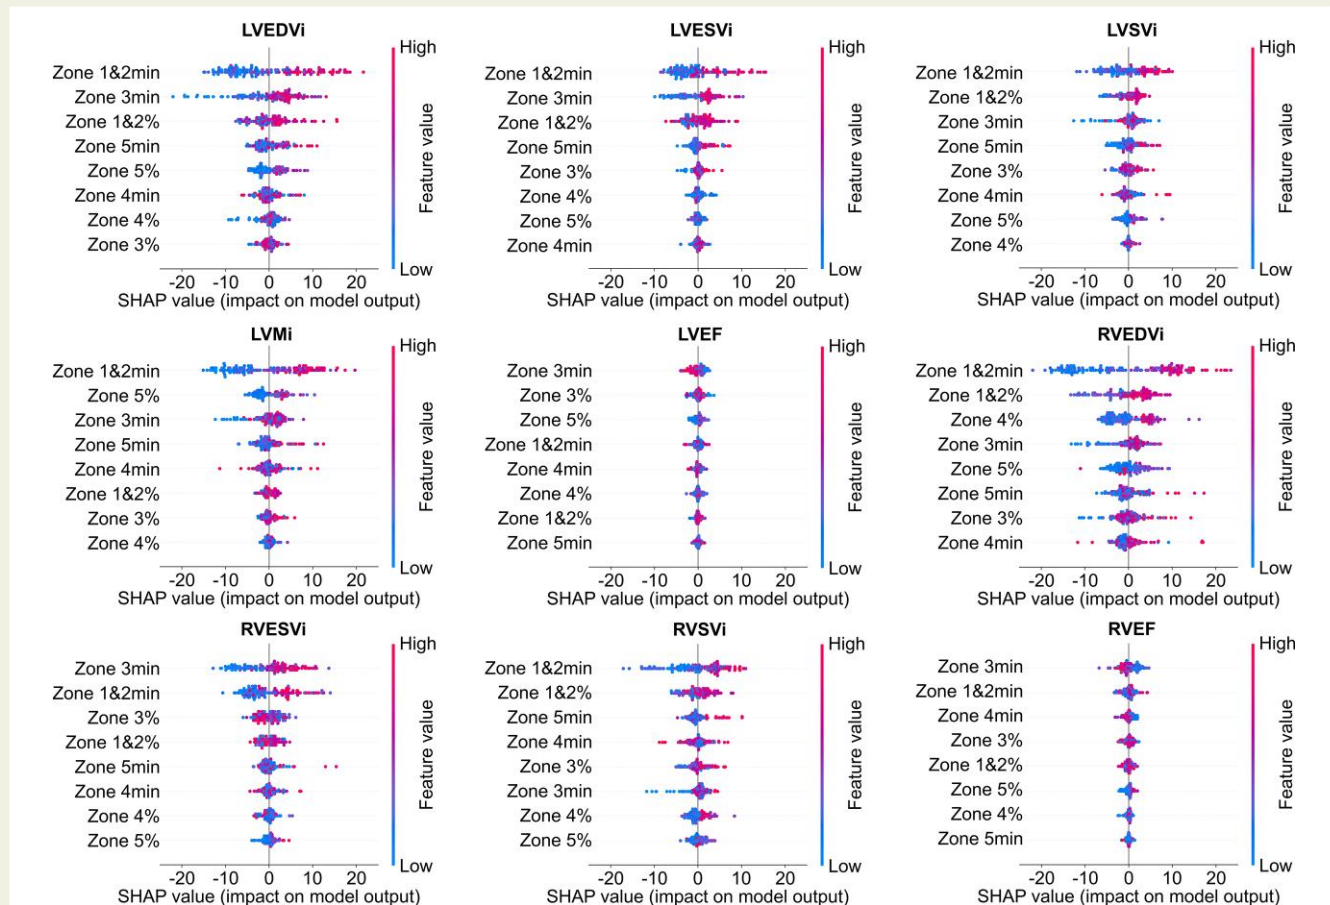 LVEDVi
Zone 1&2min
Zone 3min
Zone 1&2%
Zone 5min
Zone 5%
Zone 4min
Zone 4%
Zone 3%
-20 -10 0 10 20
SHAP value (impact on model output)
High
Feature value
Low
LVESVi
Zone 1&2min
Zone 3min
Zone 1&2%
Zone 5min
Zone 3%
Zone 4%
Zone 5%
Zone 4min
-20 -10 0 10 20
SHAP value (impact on model output)
High
Feature value
Low
LVSVi
Zone 1&2min
Zone 1&2%
Zone 3min
Zone 5min
Zone 3%
Zone 4min
Zone 5%
Zone 4%
-20 -10 0 10 20
SHAP value (impact on model output)
High
Feature value
Low
LVMi
Zone 1&2min
Zone 5%
Zone 3min
Zone 5min
Zone 4min
Zone 1&2%
Zone 3%
Zone 4%
-20 -10 0 10 20
SHAP value (impact on model output)
High
Feature value
Low
LVEF
Zone 3min
Zone 3%
Zone 5%
Zone 1&2min
Zone 4min
Zone 4%
Zone 1&2%
Zone 5min
-20 -10 0 10 20
SHAP value (impact on model output)
High
Feature value
Low
RVEDVi
Zone 1&2min
Zone 1&2%
Zone 4%
Zone 3min
Zone 5%
Zone 5min
Zone 3%
Zone 4min
-20 -10 0 10 20
SHAP value (impact on model output)
High
Feature value
Low
RVESVi
Zone 3min
Zone 1&2min
Zone 3%
Zone 1&2%
Zone 5min
Zone 4min
Zone 4%
Zone 5%
-20 -10 0 10 20
SHAP value (impact on model output)
High
Feature value
Low
RVSVi
Zone 1&2min
Zone 1&2%
Zone 5min
Zone 4min
Zone 3%
Zone 3min
Zone 4%
Zone 5%
-20 -10 0 10 20
SHAP value (impact on model output)
High
Feature value
Low
RVEF
Zone 3min
Zone 1&2min
Zone 4min
Zone 3%
Zone 1&2%
Zone 5%
Zone 4%
Zone 5min
-20 -10 0 10 20
SHAP value (impact on model output)
High
Feature value
Low